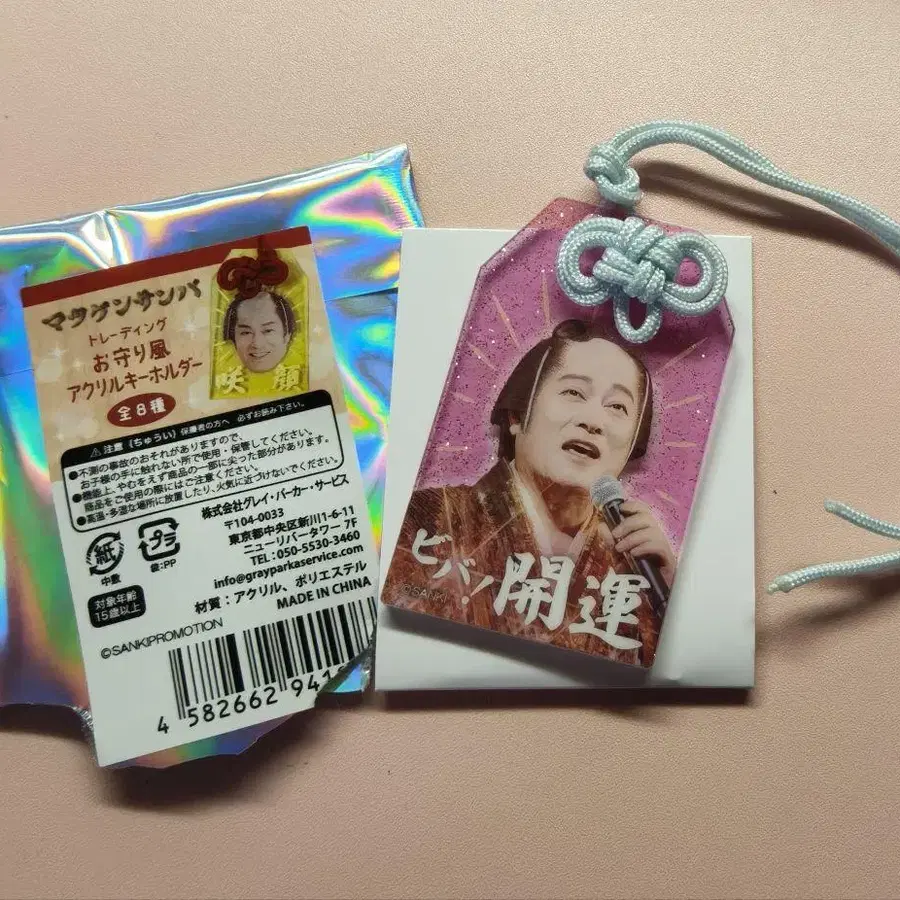 マツケンサンバ
トレーディング
お守り風
アクリルキーホルダー
全8種
咲顔
注意(ちゅうい) 保護者の方へ 必ずお読み下さい。
●不測の事故のおそれがありますので、
お子様の手に触れない所で使用・保管してください。
●機能上、やむをえず商品の一部に尖った部分があります。
商品をご使用の際にはご注意ください。
●高温・多湿な場所に放置したり、火気に近づけないでください。
株式会社グレイ・パーカー・サービス
〒104-0033
東京都中央区新川1-6-11
ニューリバータワー 7F
TEL:050-5530-3460
info@grayparkaservice.com
紙
中敷
プラ
袋:PP
対象年齢
15歳以上
材質:アクリル、ポリエステル
MADE IN CHINA
©SANKIPROMOTION
4 582662 941
ビバ!開運
©SANKI